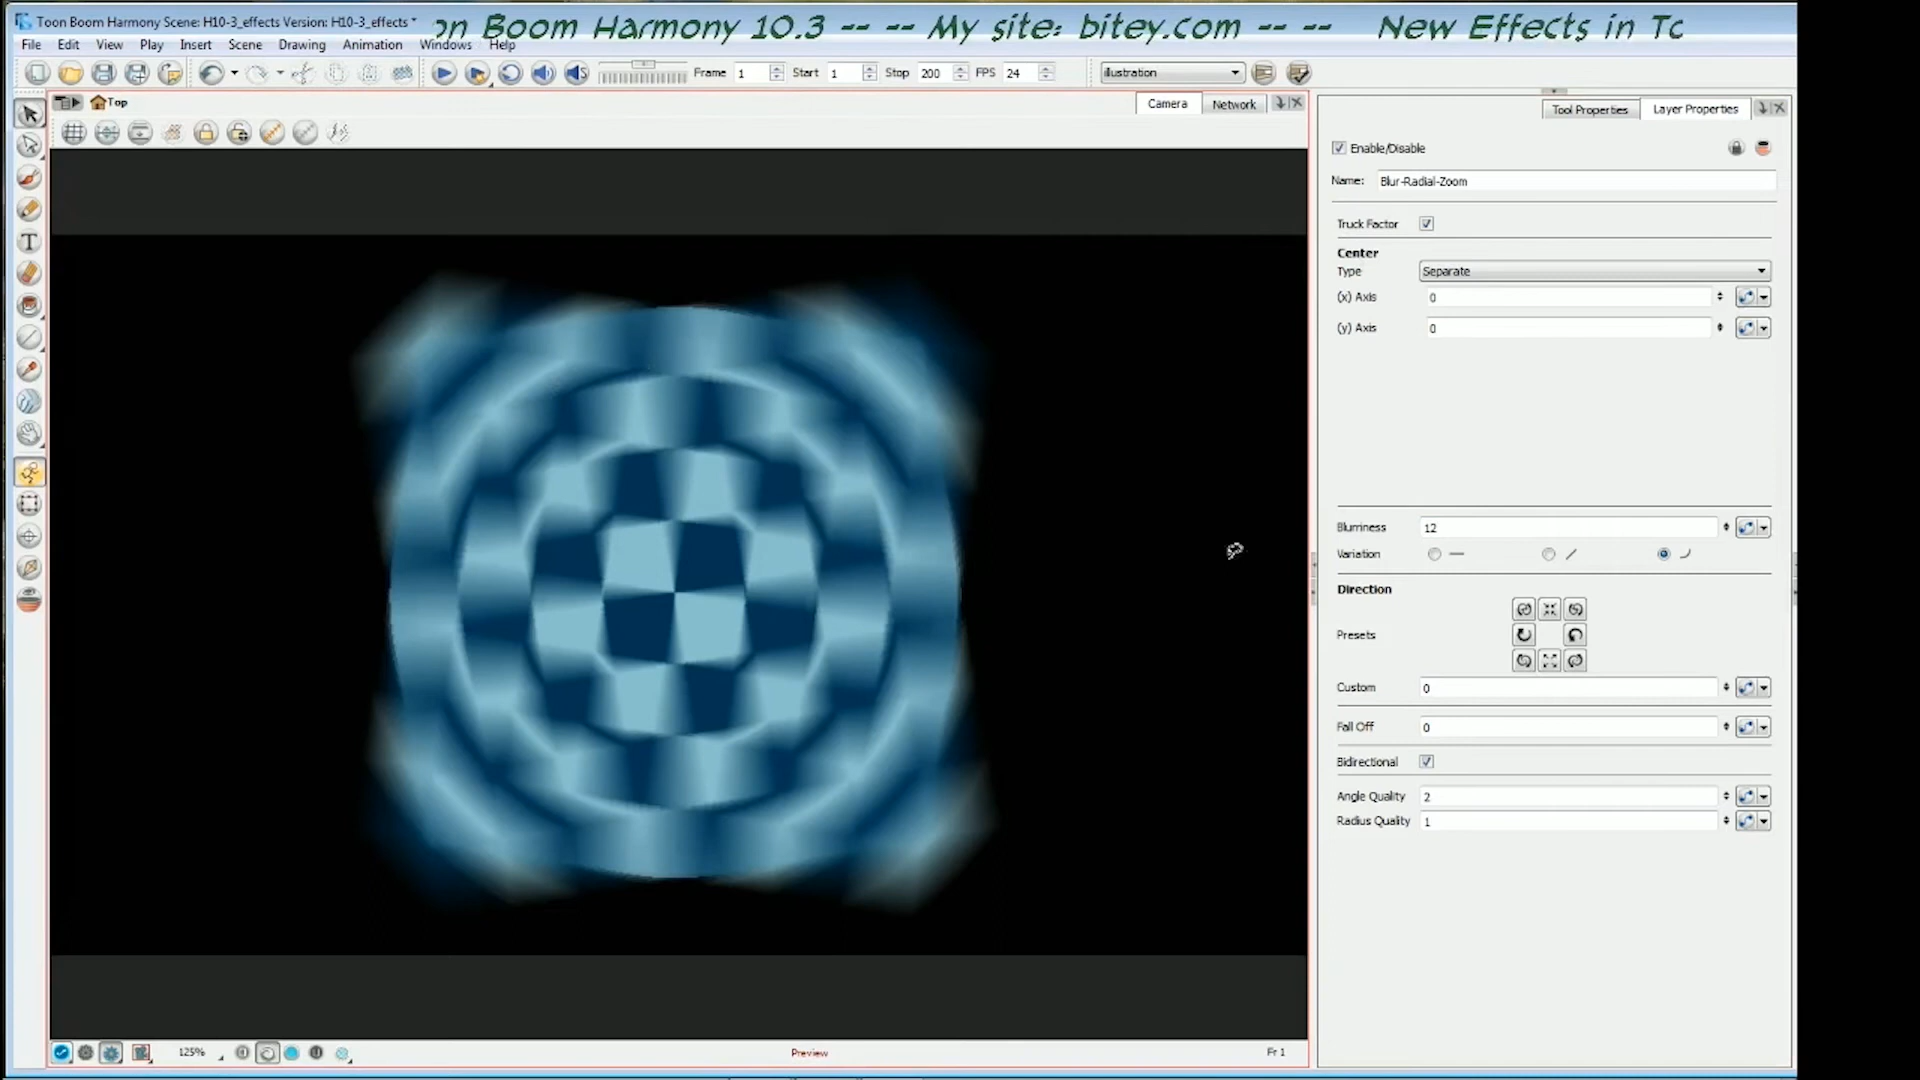 Toon Boom Harmony Scene: H10-3_effects Version: H10-3_effects *
on Boom Harmony 10.3 -- -- My site: bitey.com -- -- New Effects in Tc
File Edit View Play Insert Scene Drawing Animation Windows Help
Frame 1 Start 1 Stop 200 FPS 24 illustration
Top Camera Network
Tool Properties Layer Properties
Enable/Disable
Name: Blur-Radial-Zoom
Truck Factor
Center
Type Separate
(x) Axis 0
(y) Axis 0
Blurriness 12
Variation
Direction
Presets
Custom 0
Fall Off 0
Bidirectional
Angle Quality 2
Radius Quality 1
125% Preview Fr 1